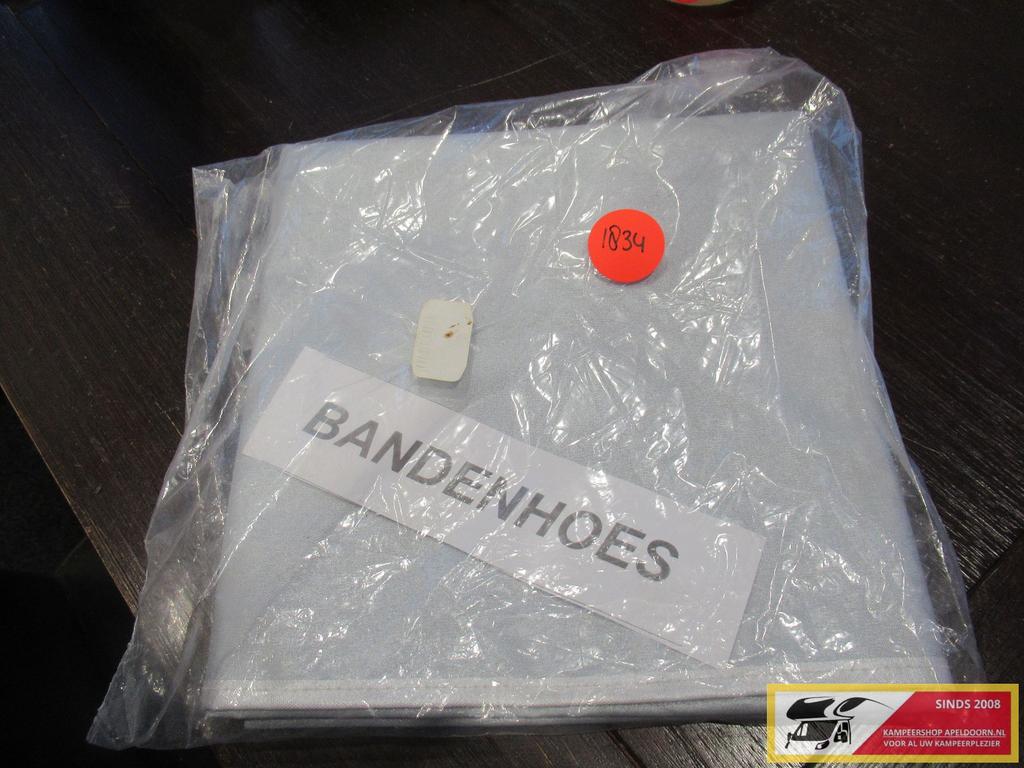 1834
BANDENHOES
SINDS 2008
KAMPEERSHOP APELDOORN.NL
VOOR AL UW KAMPEERPLEZIER